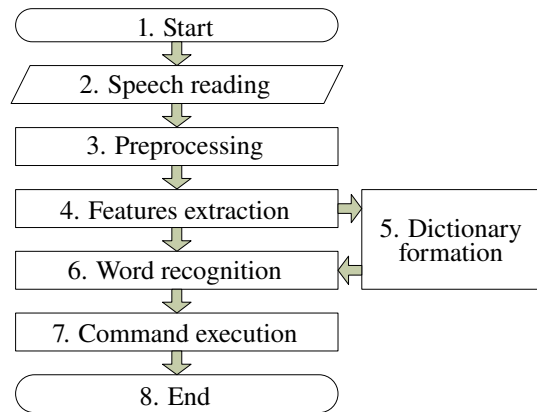 1. Start
2. Speech reading
3. Preprocessing
4. Features extraction
5. Dictionary
formation
6. Word recognition
7. Command execution
8. End